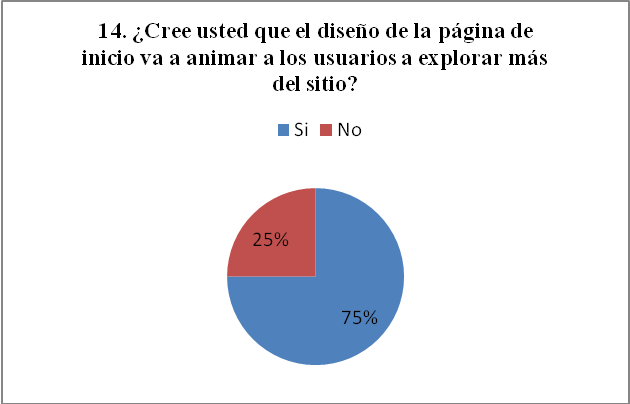 14. ¿Cree usted que el diseño de la página de
inicio va a animar a los usuarios a explorar más
del sitio?
Si No
25%
75%